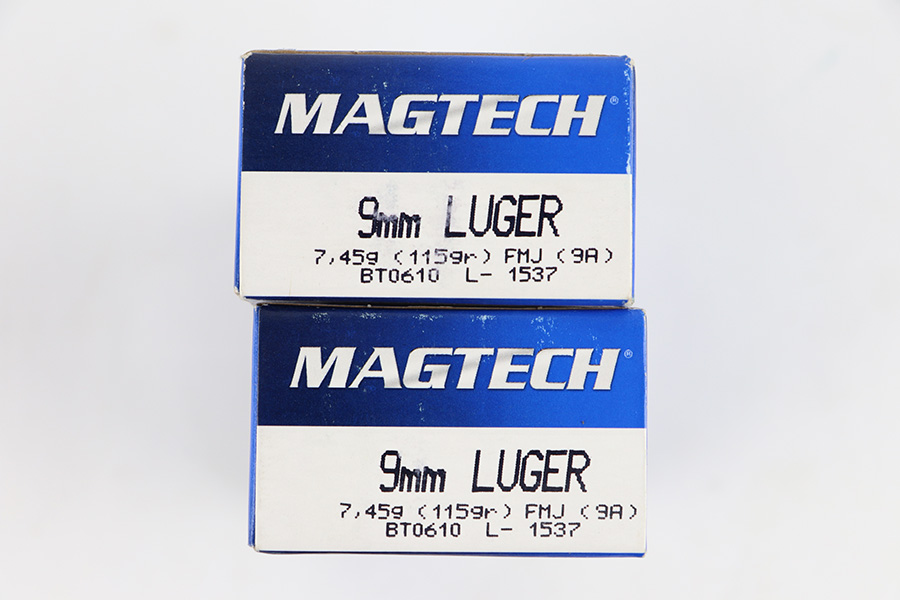 MAGTECH®
9mm LUGER
7,45g (115gr) FMJ (9A)
BT0610 L- 1537
MAGTECH®
9mm LUGER
7,45g (115gr) FMJ (9A)
BT0610 L- 1537